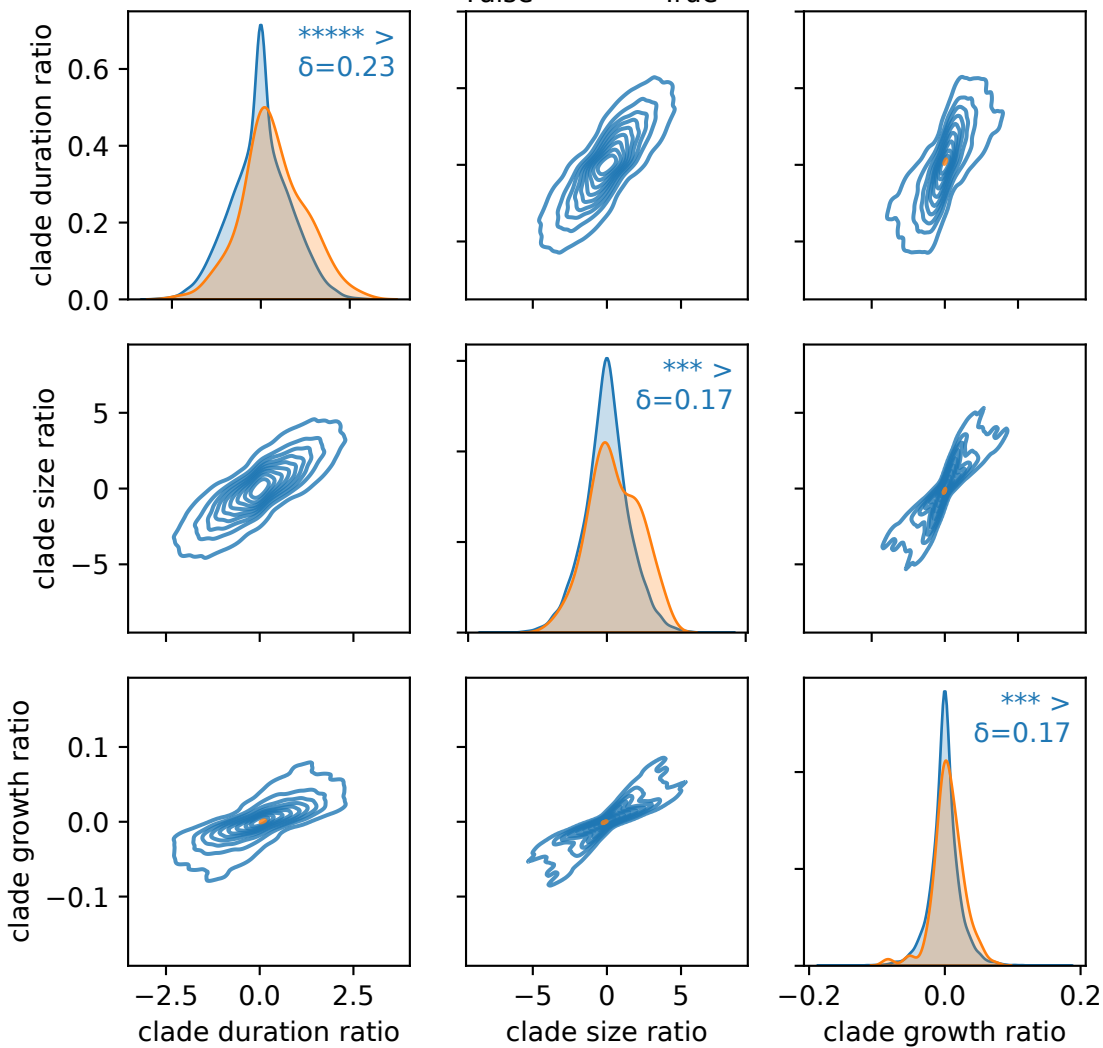 clade duration ratio
0.6
0.4
0.2
0.0
***** >
δ=0.23
clade size ratio
5
0
−5
*** >
δ=0.17
clade growth ratio
0.1
0.0
−0.1
*** >
δ=0.17
−2.5 0.0 2.5
−5 0 5
−0.2 0.0 0.2
clade duration ratio
clade size ratio
clade growth ratio